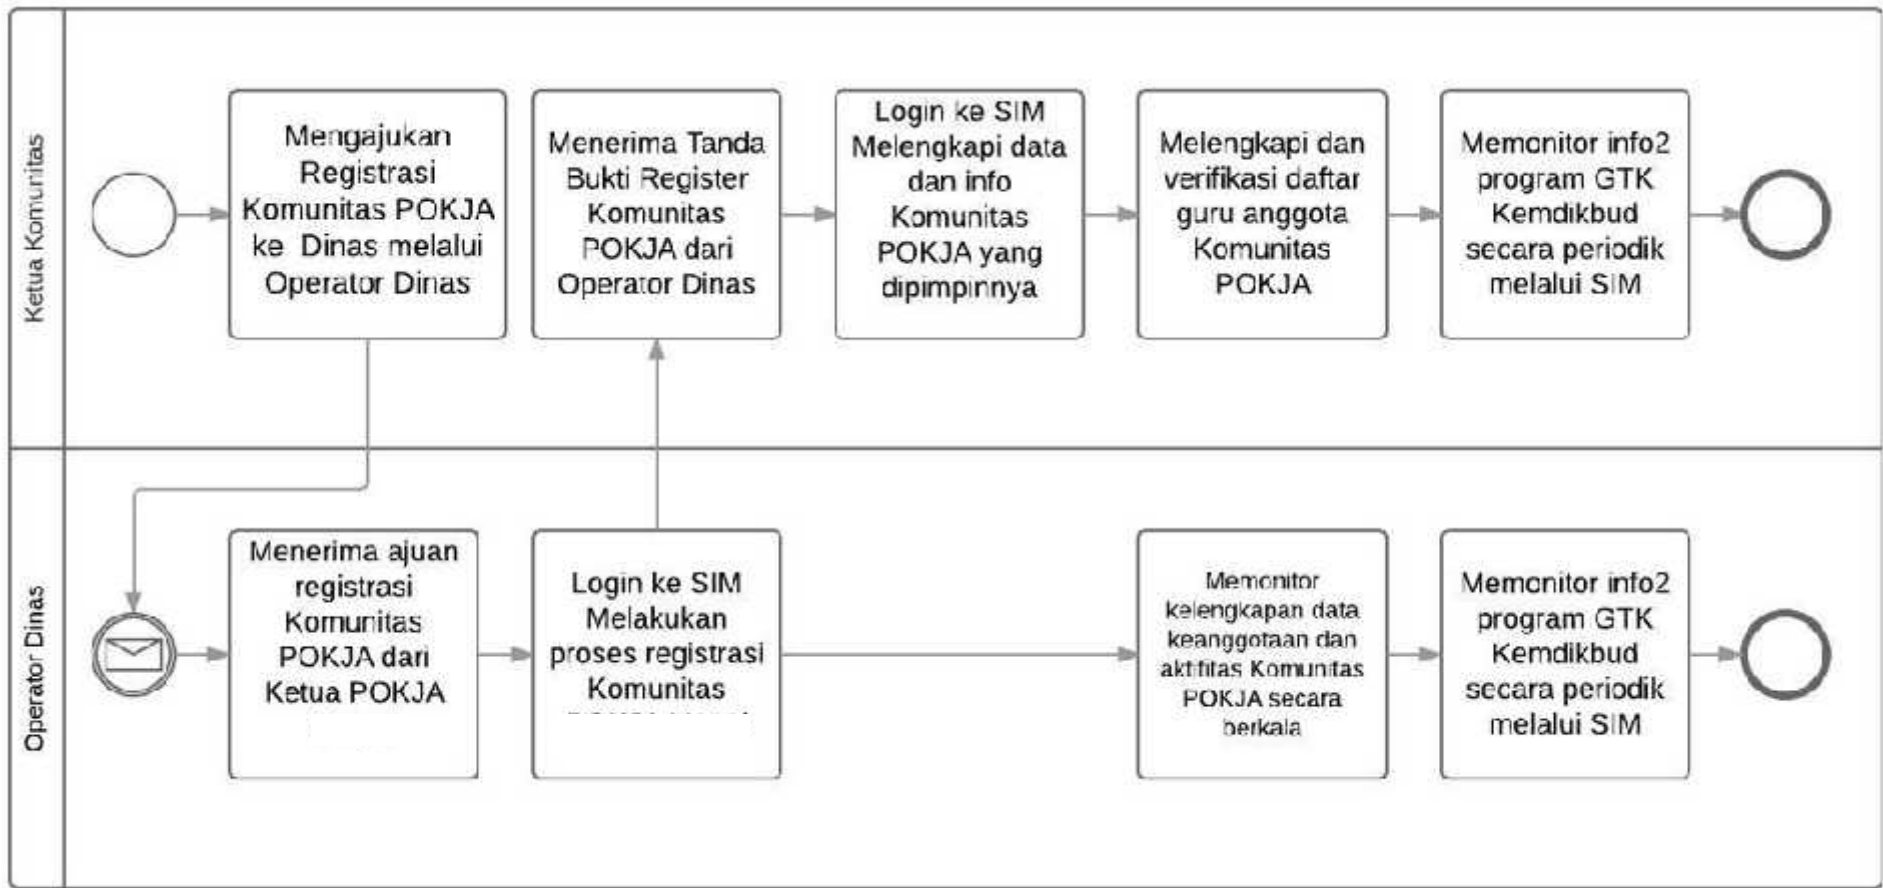 Ketua Komunitas
Mengajukan
Registrasi
Komunitas POKJA
ke Dinas melalui
Operator Dinas
Menerima Tanda
Bukti Register
Komunitas
POKJA dari
Operator Dinas
Login ke SIM
Melengkapi data
dan info
Komunitas
POKJA yang
dipimpinnya
Melengkapi dan
verifikasi daftar
guru anggota
Komunitas
POKJA
Memonitor info2
program GTK
Kemdikbud
secara periodik
melalui SIM
Operator Dinas
Menerima ajuan
registrasi
Komunitas
POKJA dari
Ketua POKJA
Login ke SIM
Melakukan
proses registrasi
Komunitas
Memonitor
kelengkapan data
keanggotaan dan
aktifitas Komunitas
POKJA secara
berkala
Memonitor info2
program GTK
Kemdikbud
secara periodik
melalui SIM